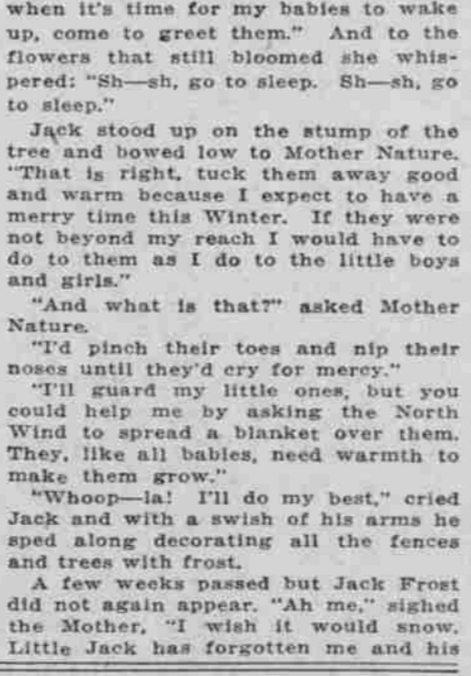 when it's time for my babies to wake
up, come to greet them." And to the
flowers that still bloomed she whis-
pered: "Sh—sh, go to sleep. Sh—sh, go
to sleep."
Jack stood up on the stump of the
tree and bowed low to Mother Nature.
"That is right, tuck them away good
and warm because I expect to have a
merry time this Winter. If they were
not beyond my reach I would have to
do to them as I do to the little boys
and girls."
"And what is that?" asked Mother
Nature.
"I'd pinch their toes and nip their
noses until they'd cry for mercy."
"I'll guard my little ones, but you
could help me by asking the North
Wind to spread a blanket over them.
They, like all babies, need warmth to
make them grow."
"Whoop—la! I'll do my best," cried
Jack and with a swish of his arms he
sped along decorating all the fences
and trees with frost.
A few weeks passed but Jack Frost
did not again appear. "Ah me," sighed
the Mother, "I wish it would snow.
Little Jack has forgotten me and his